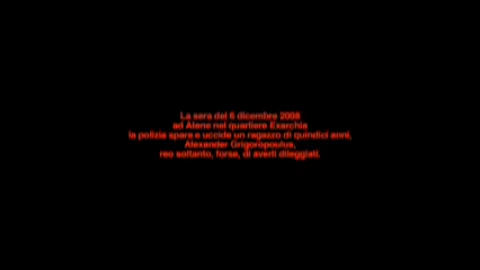 La sera del 6 dicembre 2008
ad Atene nel quartiere Exarchia
la polizia spara e uccide un ragazzo di quindici anni,
Alexander Grigoropoulus,
reo soltanto, forse, di averli dileggiati.